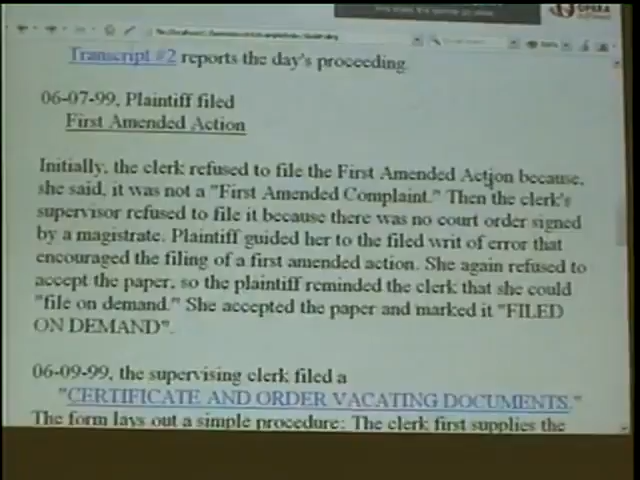 Transcript #2 reports the day's proceeding.
06-07-99, Plaintiff filed
First Amended Action
Initially, the clerk refused to file the First Amended Action because,
she said, it was not a "First Amended Complaint." Then the clerk's
supervisor refused to file it because there was no court order signed
by a magistrate. Plaintiff guided her to the filed writ of error that
encouraged the filing of a first amended action. She again refused to
accept the paper, so the plaintiff reminded the clerk that she could
"file on demand." She accepted the paper and marked it "FILED
ON DEMAND".
06-09-99, the supervising clerk filed a
"CERTIFICATE AND ORDER VACATING DOCUMENTS."
The form lays out a simple procedure: The clerk first supplies the